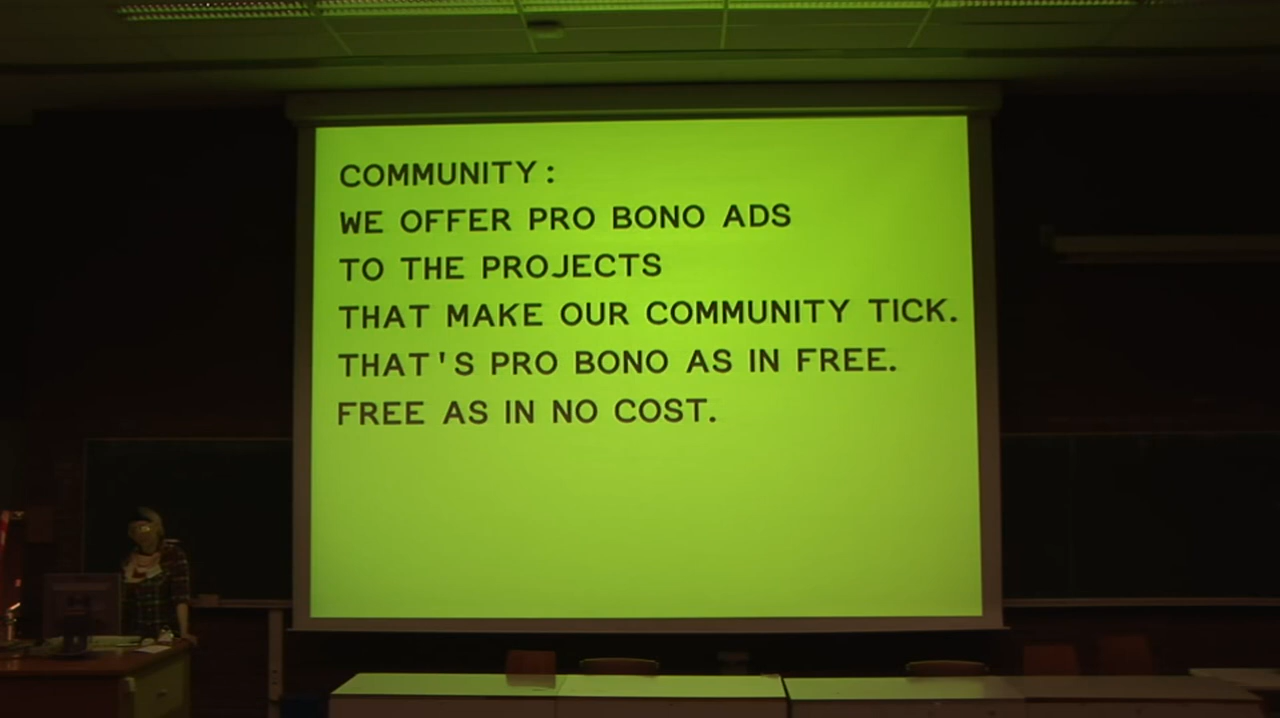 COMMUNITY:
WE OFFER PRO BONO ADS
TO THE PROJECTS
THAT MAKE OUR COMMUNITY TICK.
THAT'S PRO BONO AS IN FREE.
FREE AS IN NO COST.